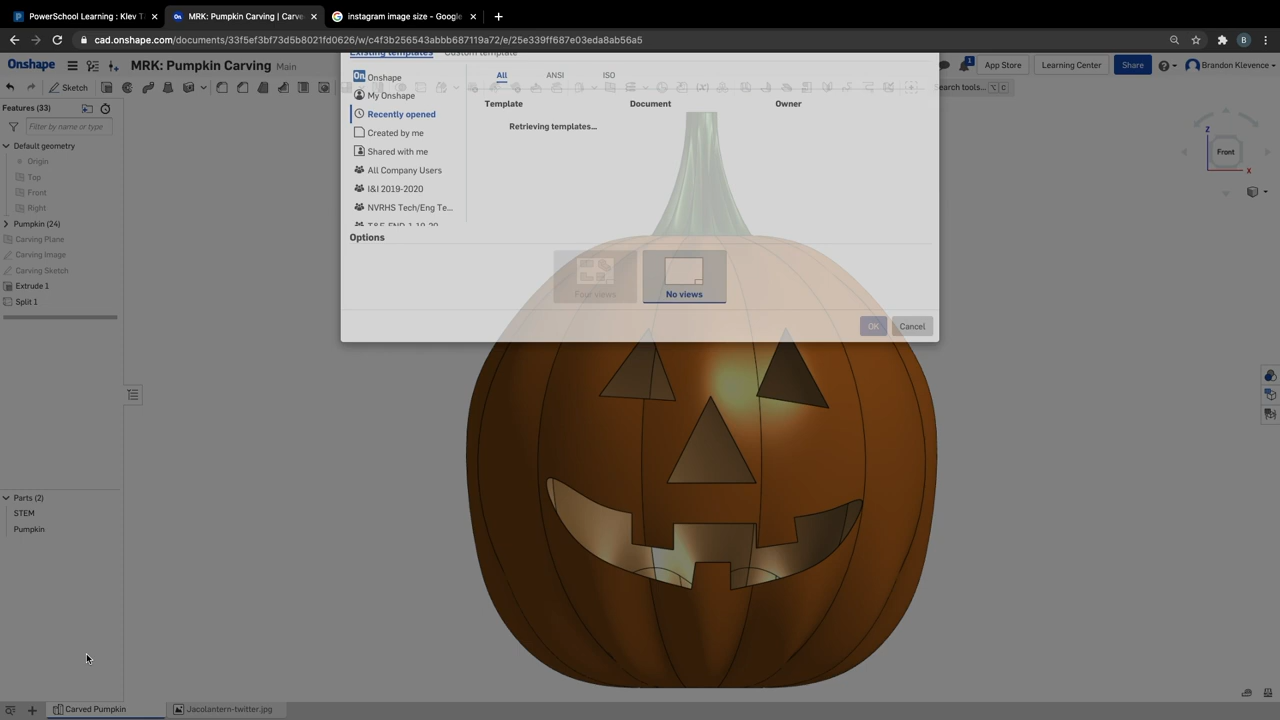 PowerSchool Learning : Klev T
MRK: Pumpkin Carving | Carve
instagram image size - Google
cad.onshape.com/documents/33f5ef3bf73d5b8021fd0626/w/c4f3b256543abbb687119a72/e/25e339ff687e03eda8ab56a5
B
Onshape
MRK: Pumpkin Carving Main
1
App Store
Learning Center
Share
Brandon Klevence
Sketch
Search tools...
Existing templates
Custom template
Features (33)
Filter by name or type
Default geometry
Origin
Top
Front
Right
Pumpkin (24)
Carving Plane
Carving Image
Carving Sketch
Extrude 1
Split 1
Parts (2)
STEM
Pumpkin
On Onshape
My Onshape
Recently opened
Created by me
Shared with me
All Company Users
I&I 2019-2020
NVRHS Tech/Eng Te...
All
ANSI
ISO
Template
Document
Owner
Retrieving templates...
Options
Four views
No views
OK
Cancel
Z
Front
X
Carved Pumpkin
Jacolantern-twitter.jpg